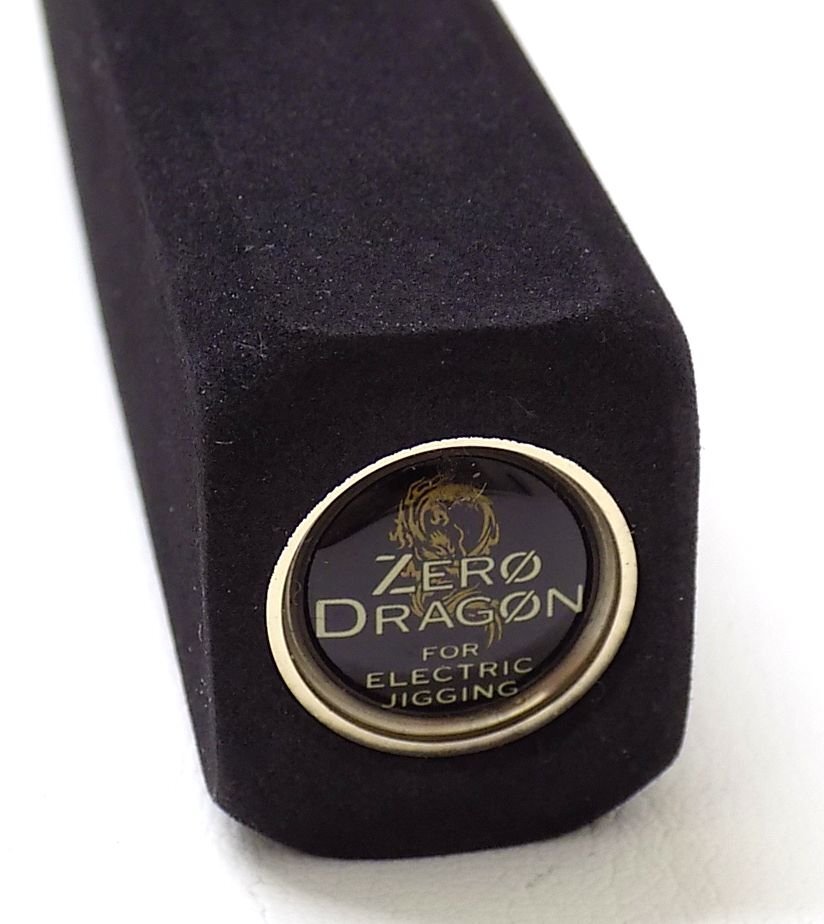 ZERØ
DRAGØN
FOR
ELECTRIC
JIGGING